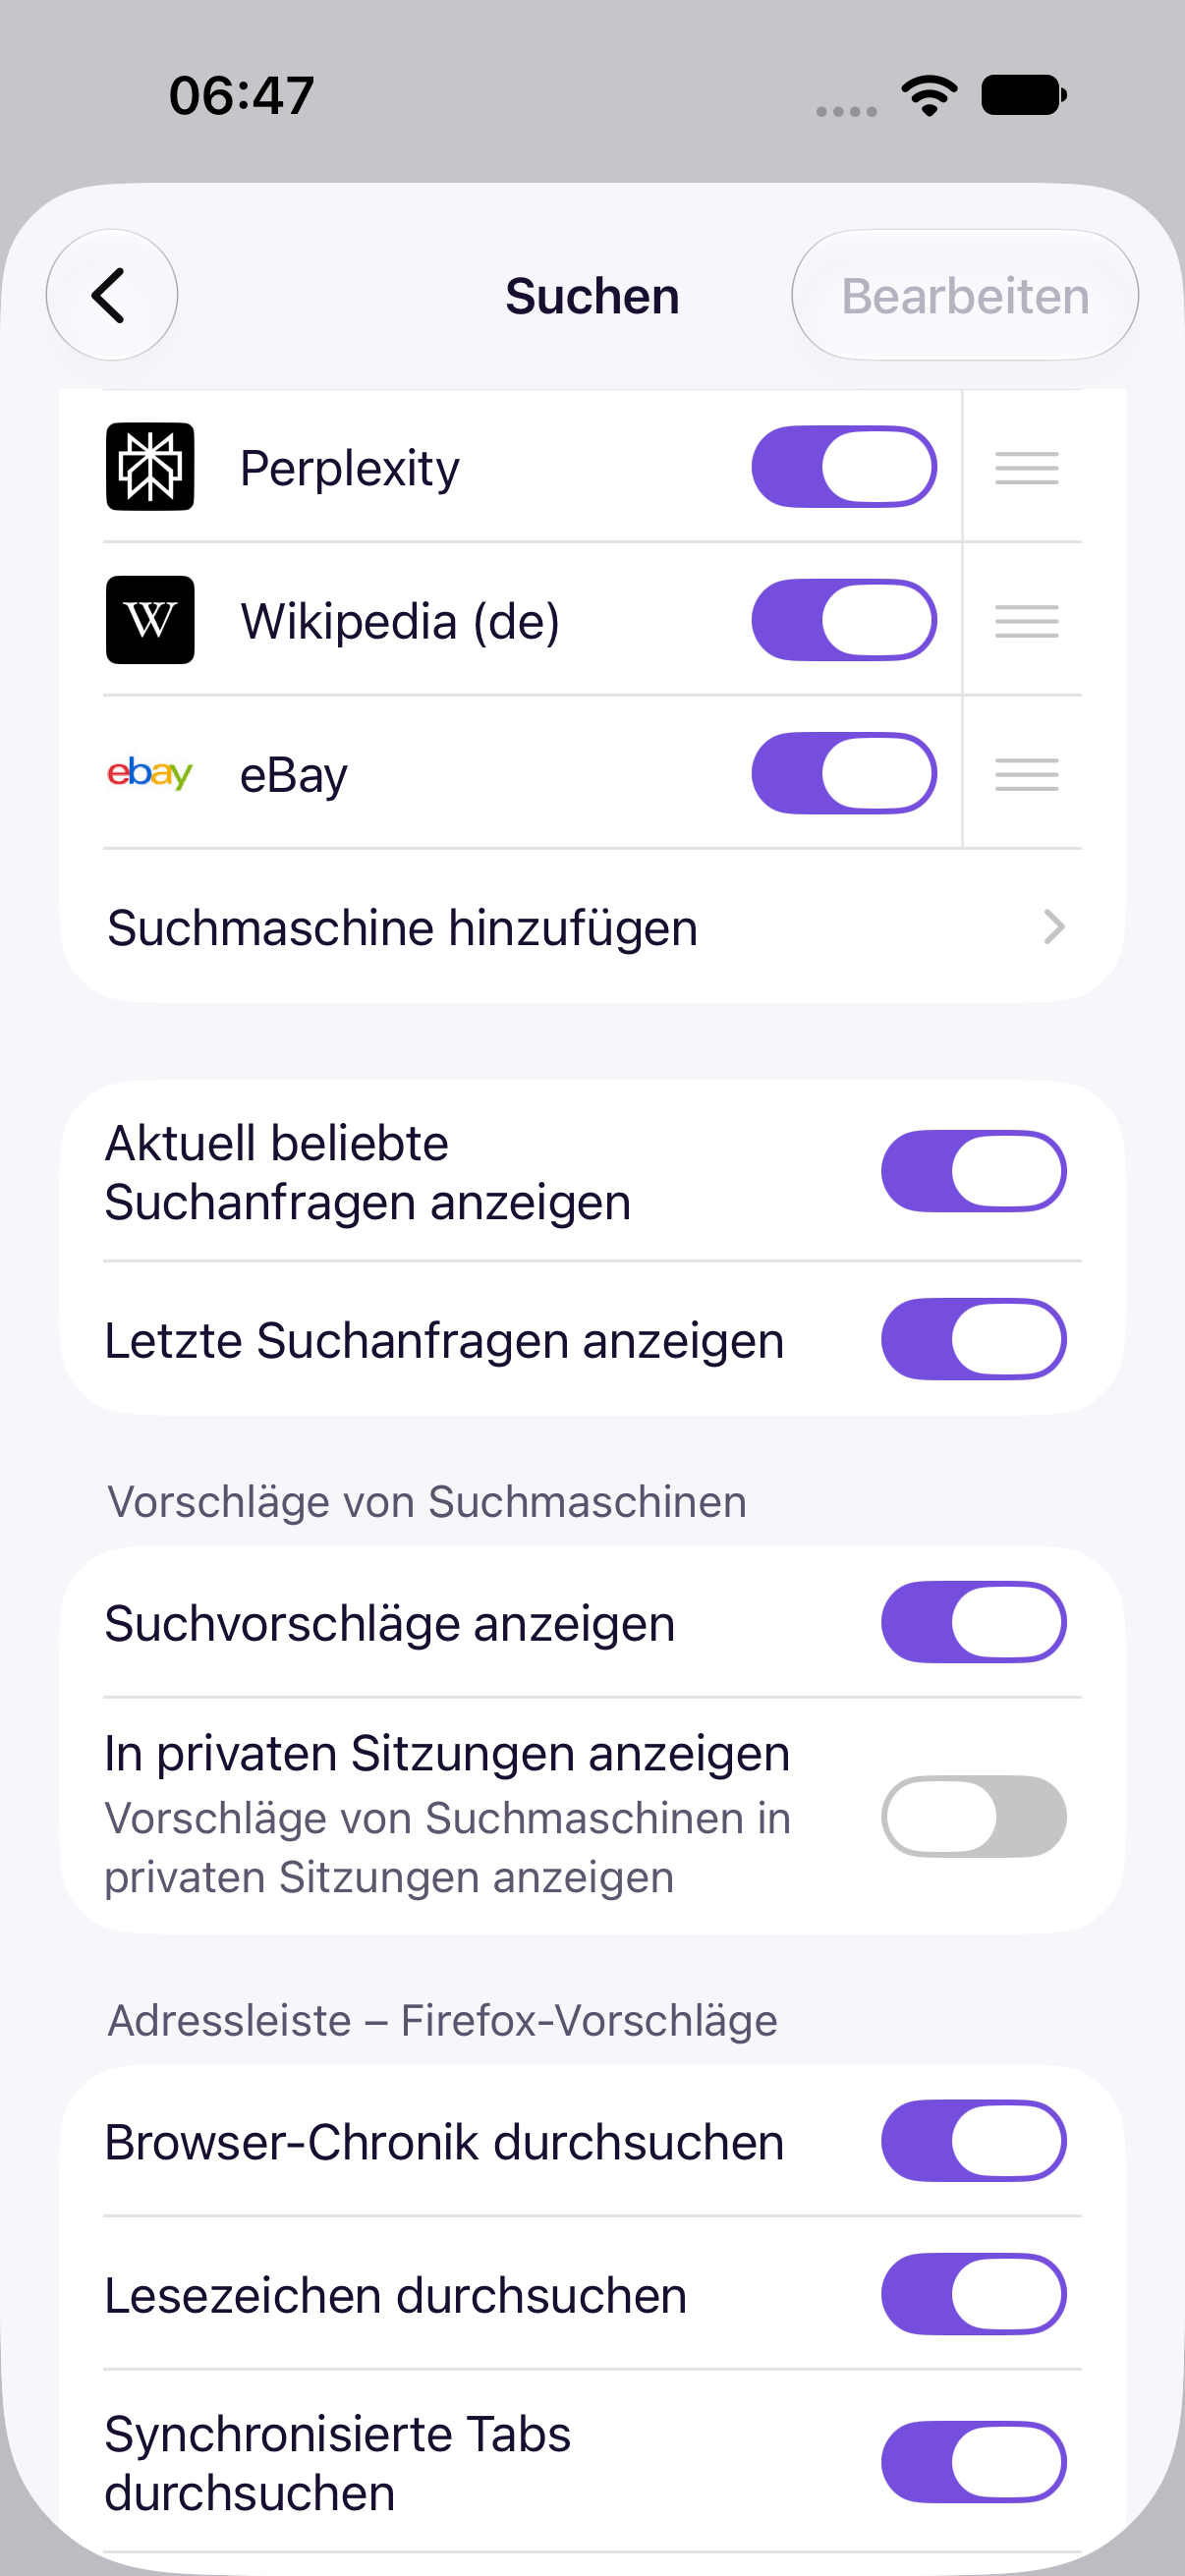 06:47
Suchen
Bearbeiten
Perplexity
W
Wikipedia (de)
ebay
eBay
Suchmaschine hinzufügen
Aktuell beliebte
Suchanfragen anzeigen
Letzte Suchanfragen anzeigen
Vorschläge von Suchmaschinen
Suchvorschläge anzeigen
In privaten Sitzungen anzeigen
Vorschläge von Suchmaschinen in
privaten Sitzungen anzeigen
Adressleiste – Firefox-Vorschläge
Browser-Chronik durchsuchen
Lesezeichen durchsuchen
Synchronisierte Tabs
durchsuchen